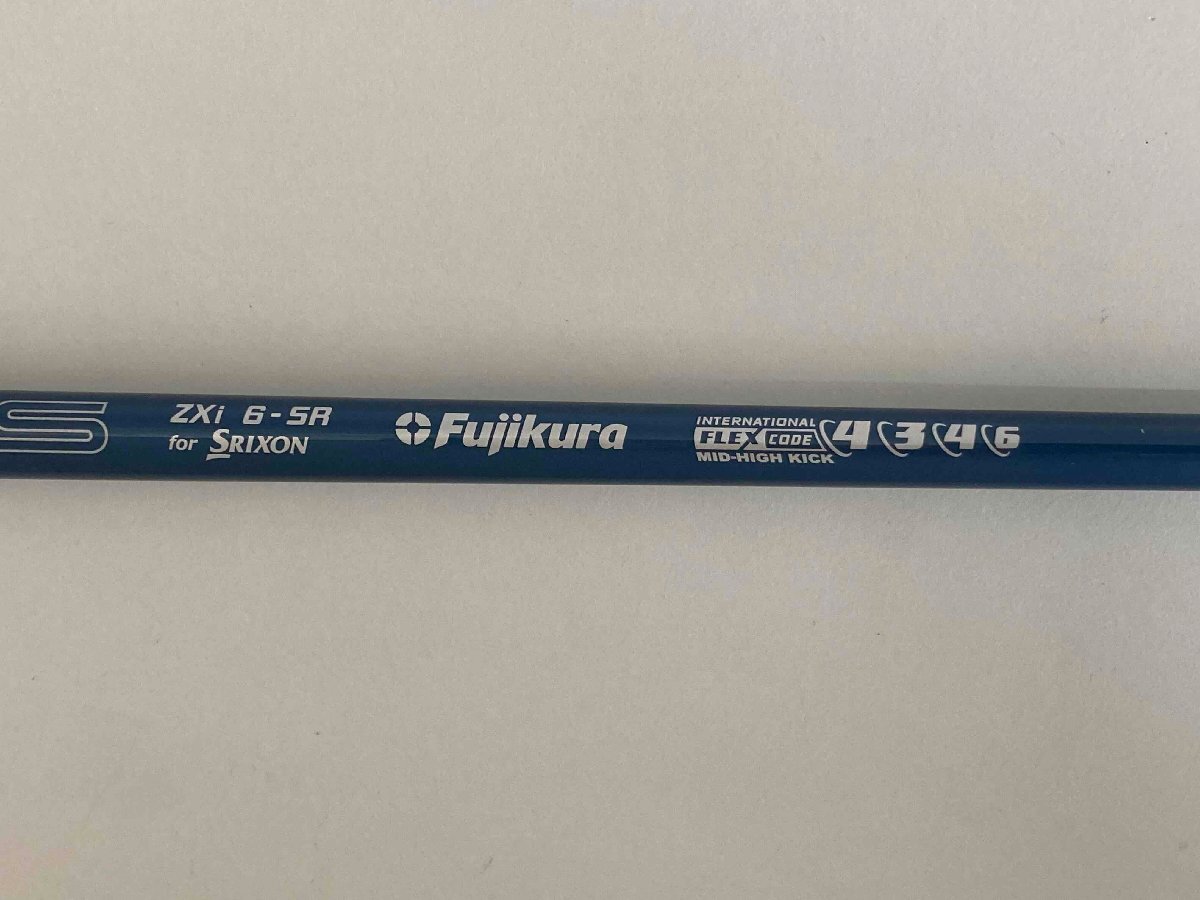 S
ZXi 6-SR
for SRIXON
Fujikura
INTERNATIONAL
FLEX CODE 4 3 4 6
MID-HIGH KICK